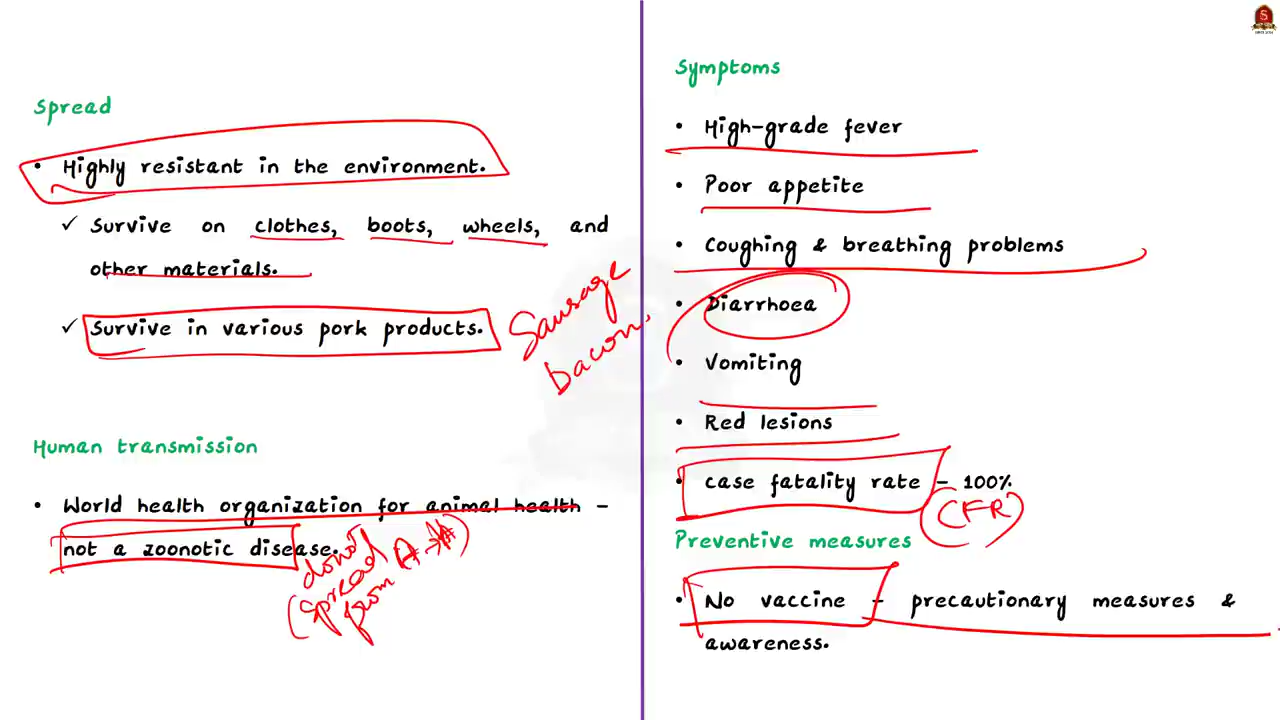 Spread
• Highly resistant in the environment.
✓ Survive on clothes, boots, wheels, and
other materials.
✓ Survive in various pork products.
Sausage
bacon,
Human transmission
• World health organization for animal health -
not a zoonotic disease.
(donot
spread
from A → H)
Symptoms
• High-grade fever
• Poor appetite
• Coughing & breathing problems
• Diarrhoea
• Vomiting
• Red lesions
• case fatality rate - 100%
(CFR)
Preventive measures
• No vaccine - precautionary measures &
awareness.